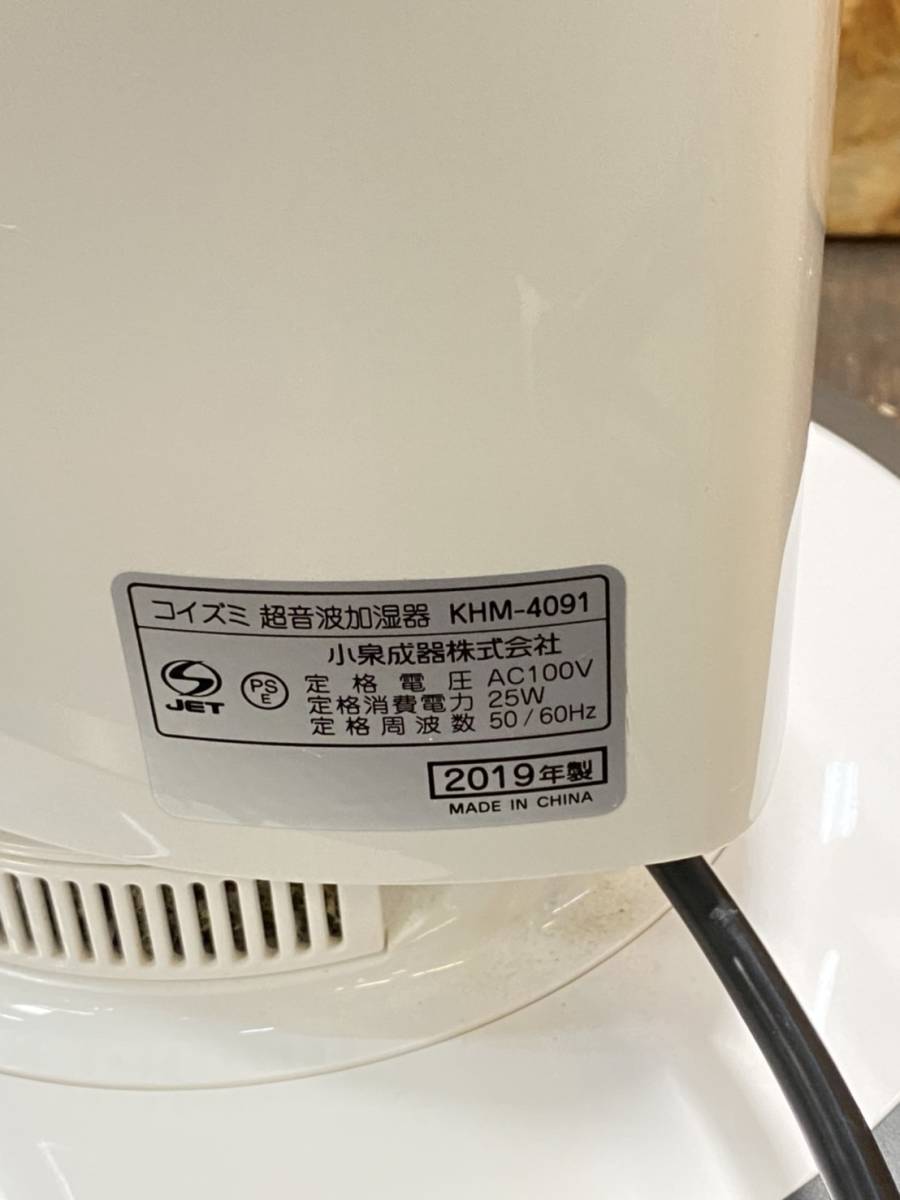 コイズミ 超音波加湿器 KHM-4091
小泉成器株式会社
JET
PS
E
定格電圧 AC100V
定格消費電力 25W
定格周波数 50/60Hz
2019年製
MADE IN CHINA